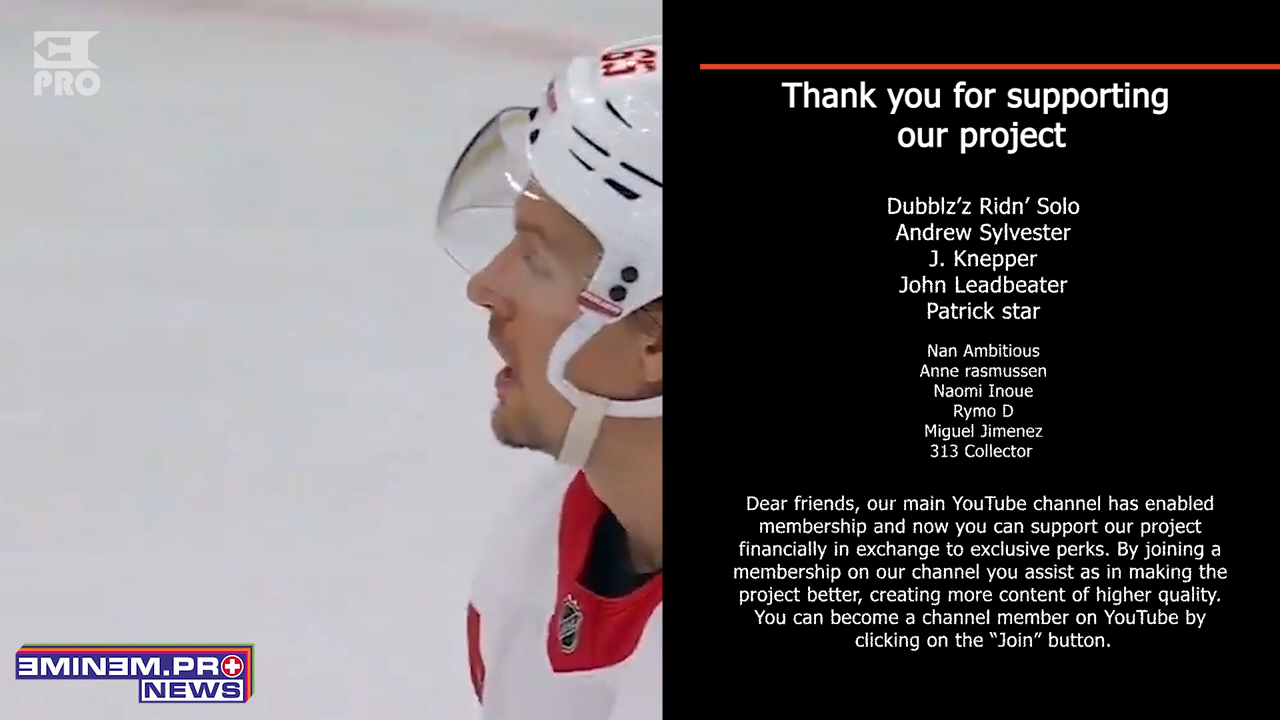 PRO
Thank you for supporting
our project
Dubblz’z Ridn’ Solo
Andrew Sylvester
J. Knepper
John Leadbeater
Patrick star
Nan Ambitious
Anne rasmussen
Naomi Inoue
Rymo D
Miguel Jimenez
313 Collector
Dear friends, our main YouTube channel has enabled
membership and now you can support our project
financially in exchange to exclusive perks. By joining a
membership on our channel you assist as in making the
project better, creating more content of higher quality.
You can become a channel member on YouTube by
clicking on the “Join” button.
EMINEM.PRO
NEWS